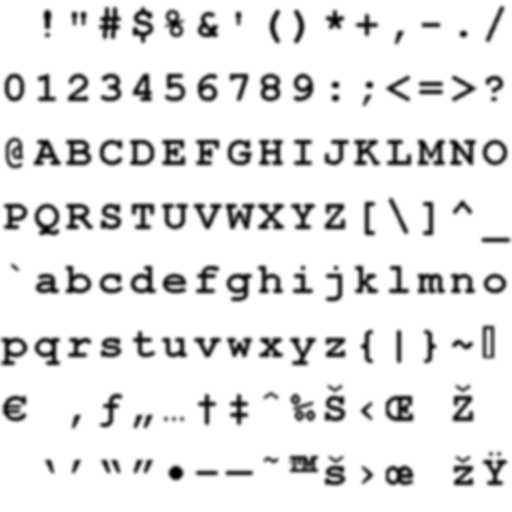 ! " # $ % & ' ( ) * + , - . /
0 1 2 3 4 5 6 7 8 9 : ; < = > ?
@ A B C D E F G H I J K L M N O
P Q R S T U V W X Y Z [ \ ] ^ _
` a b c d e f g h i j k l m n o
p q r s t u v w x y z { | } ~ ▯
€ ‚ ƒ „ … † ‡ ˆ ‰ Š ‹ Œ Ž
‘ ’ “ ” • – — ˜ ™ š › œ ž Ÿ